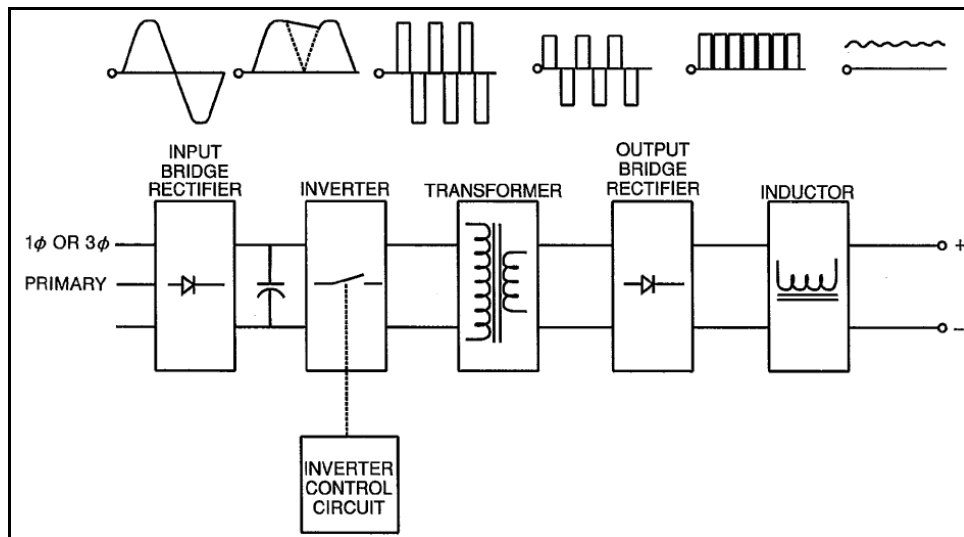 INPUT
BRIDGE
RECTIFIER
INVERTER
TRANSFORMER
OUTPUT
BRIDGE
RECTIFIER
INDUCTOR
1ϕ OR 3ϕ
PRIMARY
+
–
INVERTER
CONTROL
CIRCUIT